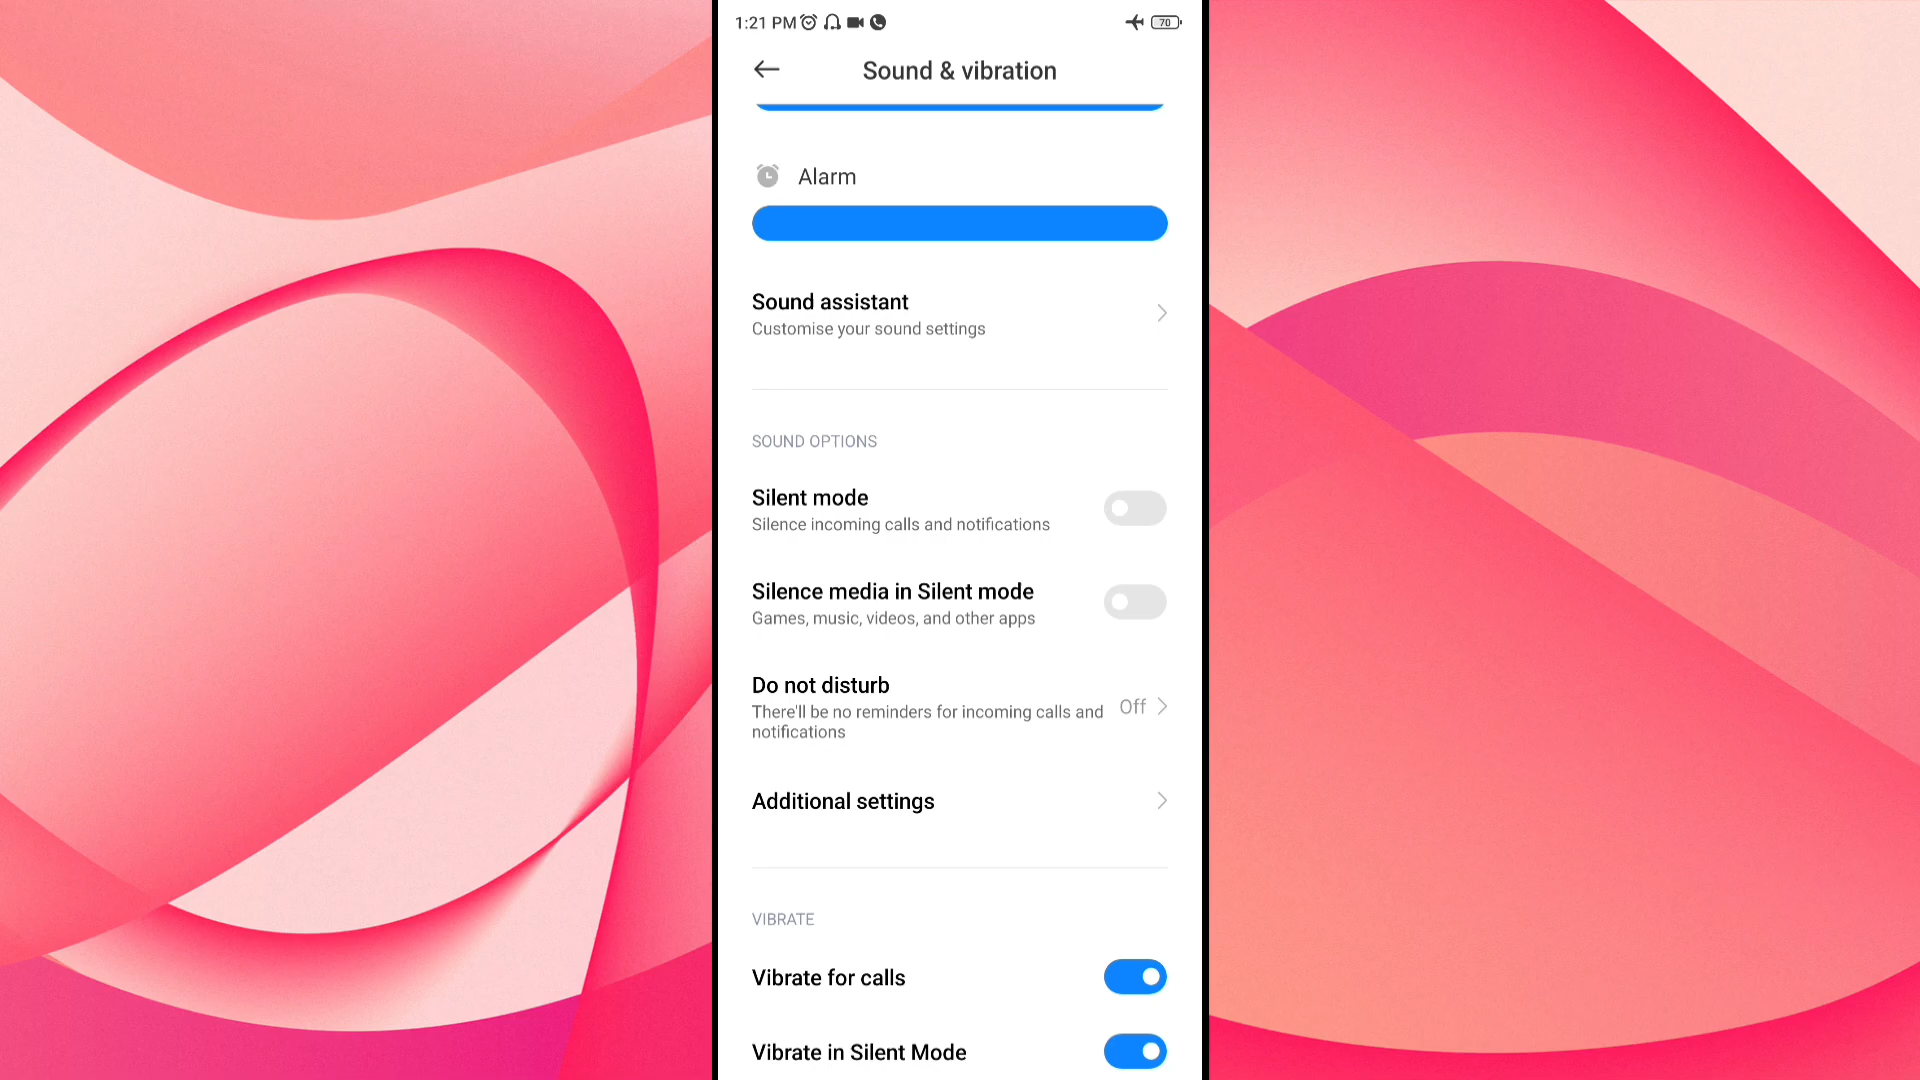 1:21 PM
70
Sound & vibration
Alarm
Sound assistant
Customise your sound settings
SOUND OPTIONS
Silent mode
Silence incoming calls and notifications
Silence media in Silent mode
Games, music, videos, and other apps
Do not disturb
There'll be no reminders for incoming calls and
notifications
Off
Additional settings
VIBRATE
Vibrate for calls
Vibrate in Silent Mode